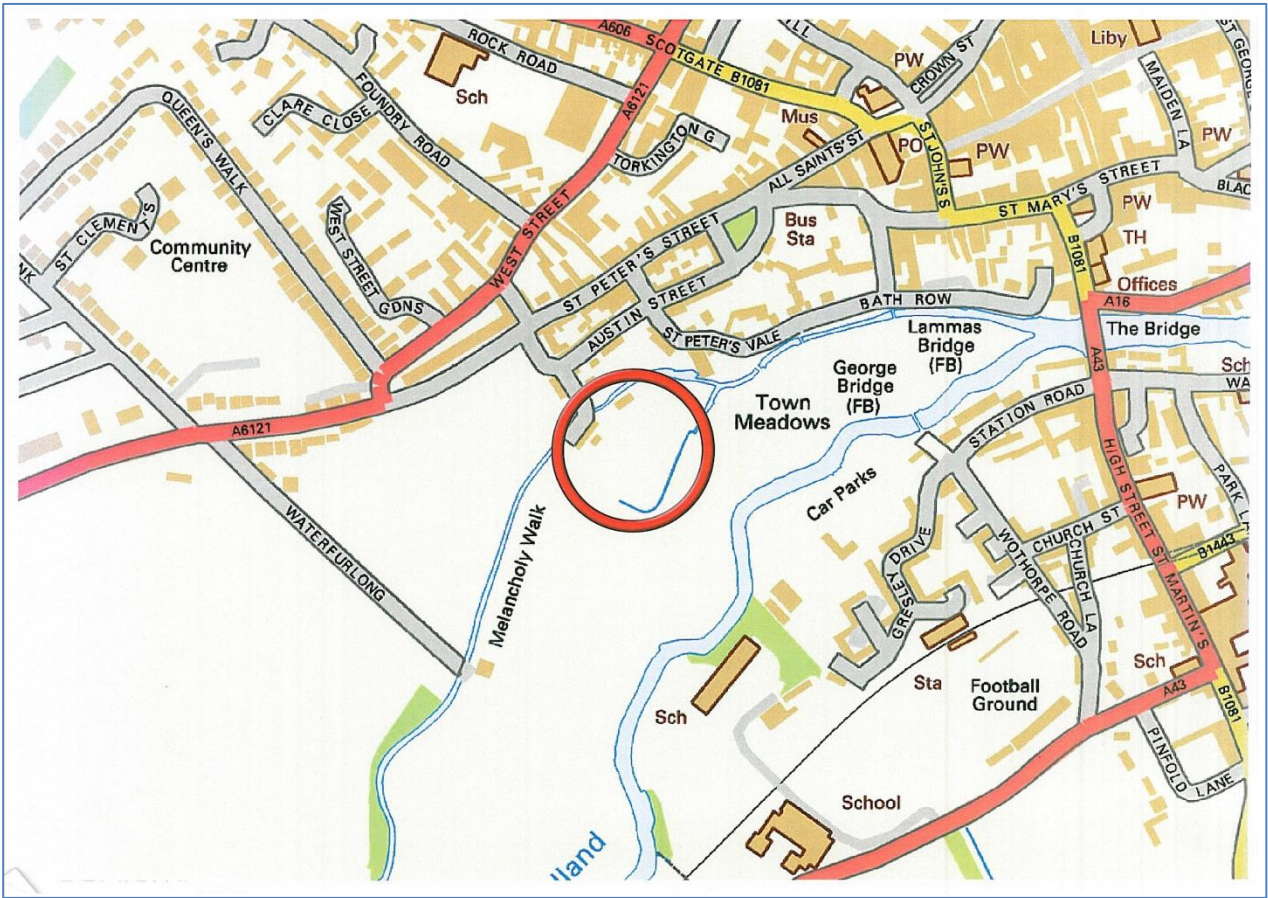 A606
SCOTGATE B1081
ROCK ROAD
Sch
A6121
PW
CROWN ST
Liby
MAIDEN LA
PW
QUEEN'S WALK
CLARE CLOSE
FOUNDRY ROAD
TORKINGTON G
Mus
ALL SAINTS' ST
PO
ST JOHN'S S
PW
ST MARY'S STREET
ST CLEMENT'S
Community
Centre
WEST STREET
GDNS
WEST STREET
ST PETER'S STREET
AUSTIN STREET
Bus
Sta
PW
TH
B1081
Offices
A16
ST PETER'S VALE
BATH ROW
Lammas
Bridge
(FB)
The Bridge
George
Bridge
(FB)
Town
Meadows
A43
Sch
WA
STATION ROAD
A6121
Car Parks
HIGH STREET ST MARTIN'S
PW
PARK L
WATERFURLONG
Melancholy Walk
GRESLEY DRIVE
WOTHORPE ROAD
CHURCH ST
CHURCH LA
B1443
Sta
Football
Ground
Sch
A43
B1081
Sch
PINFOLD LANE
School
lland